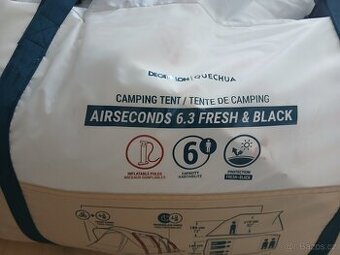 DECATHLON | QUECHUA
CAMPING TENT / TENTE DE CAMPING
AIRSECONDS 6.3 FRESH & BLACK
6
INFLATABLE POLES
CAPACITY
PROTECTION
FRESH & BLACK